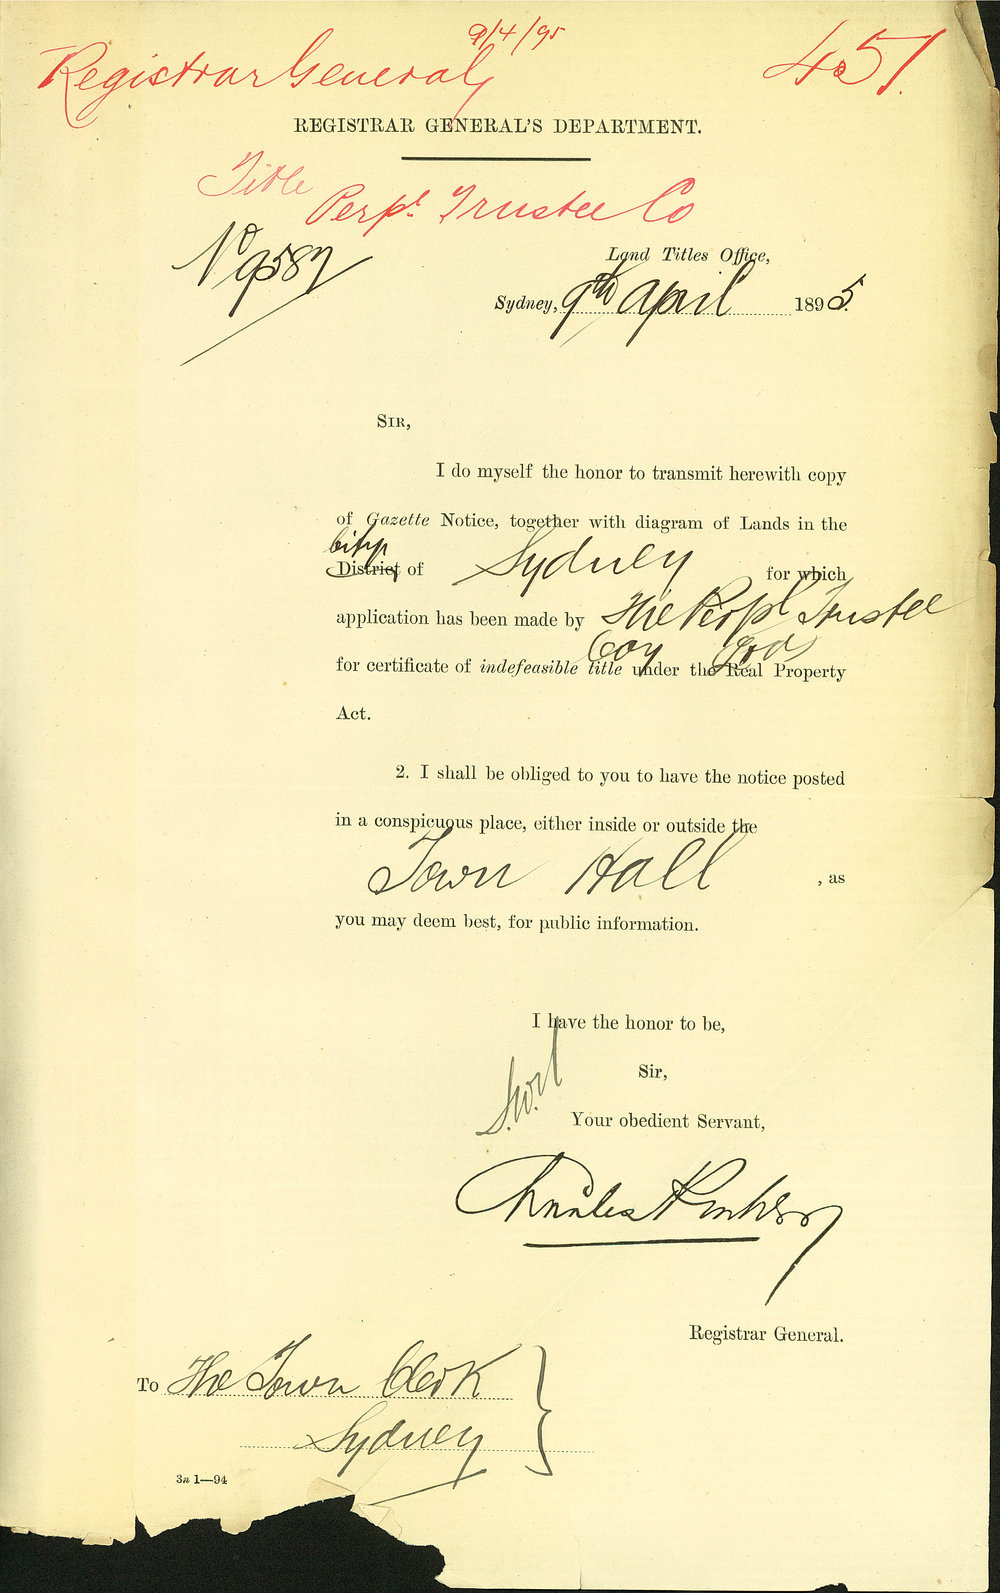 9/4/95
Registrar General
451.
REGISTRAR GENERAL'S DEPARTMENT.
Title
Perpl. Trustee Co
No 9587
Land Titles Office,
Sydney, 9th April 1895.
SIR,
I do myself the honor to transmit herewith copy
of Gazette Notice, together with diagram of Lands in the
City
District of Sydney for which
application has been made by The Perpl Trustee
Coy Ltd
for certificate of indefeasible title under the Real Property
Act.
2. I shall be obliged to you to have the notice posted
in a conspicuous place, either inside or outside the
Town Hall , as
you may deem best, for public information.
I have the honor to be,
Sir,
Your obedient Servant,
Charles
Registrar General.
To The Town Clerk
Sydney
3n 1—94